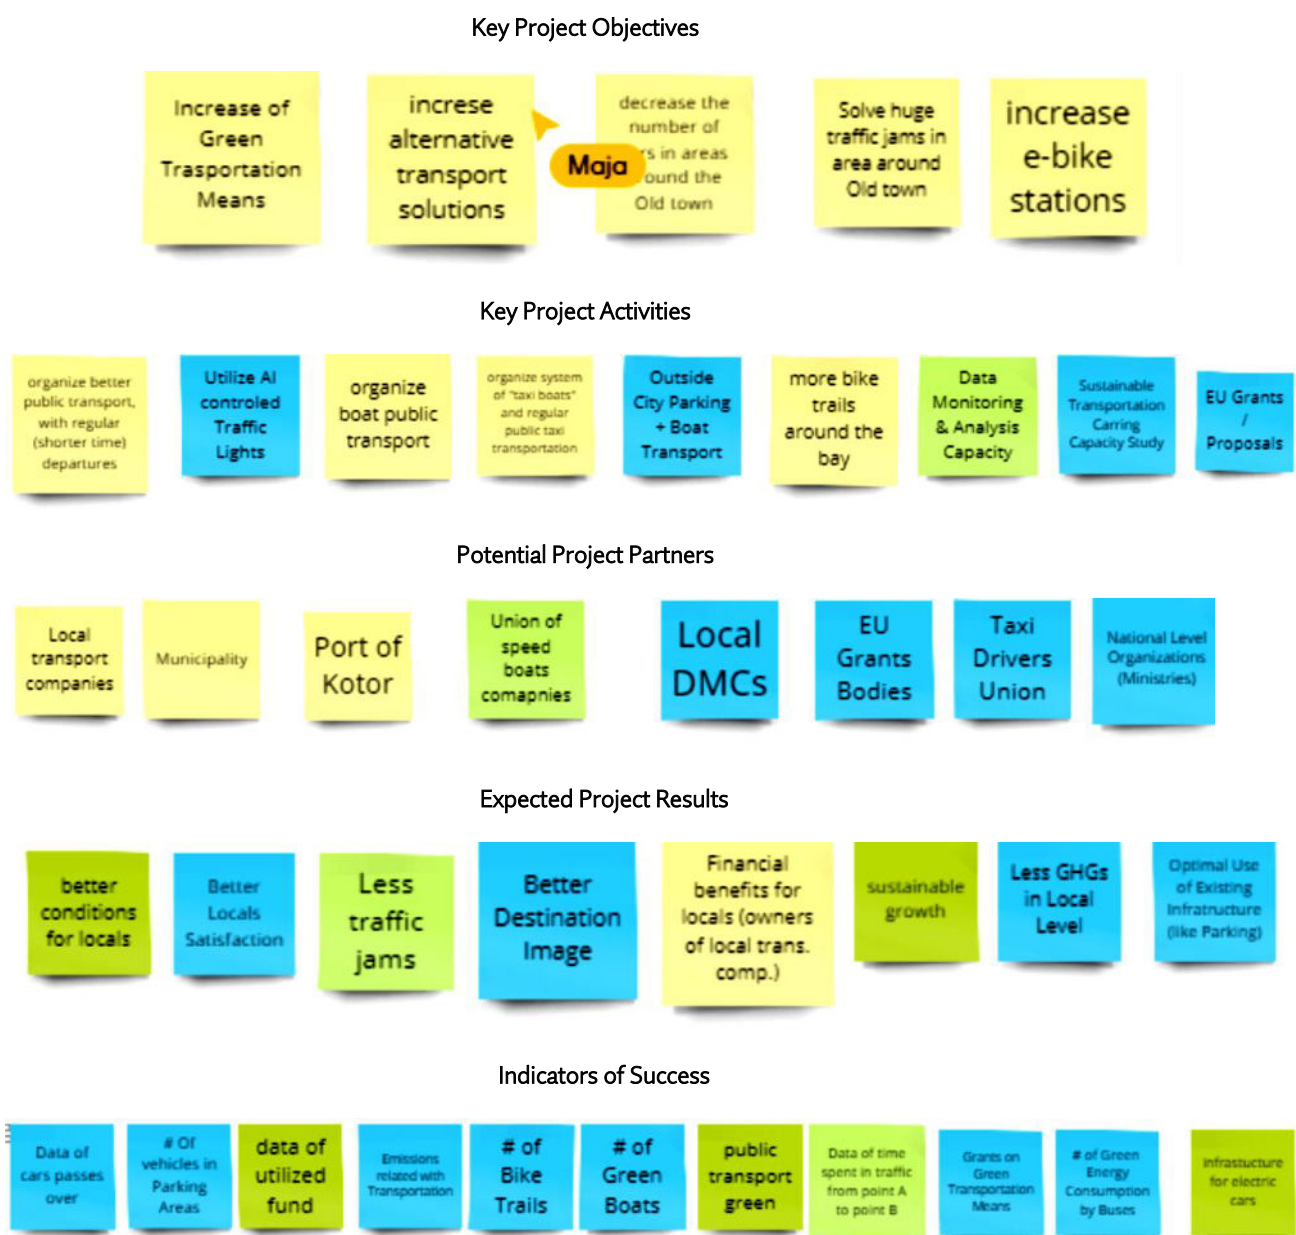 Key Project Objectives
Increase of
Green
Trasportation
Means
increse
alternative
transport
solutions
Maja
decrease the
number of
in areas
the
Old town
Solve huge
traffic jams in
area around
Old town
increase
e-bike
stations
Key Project Activities
organize better
public transport,
with regular
(shorter time)
departures
Utilize AI
controled
Traffic
Lights
organize
boat public
transport
organize system
of "taxi boats"
and regular
public taxi
transportation
Outside
City Parking
+ Boat
Transport
more bike
trails
around the
bay
Data
Monitoring
& Analysis
Capacity
Sustainable
Transportation
Carring
Capacity Study
EU Grants
/
Proposals
Potential Project Partners
Local
transport
companies
Municipality
Port of
Kotor
Union of
speed
boats
comapnies
Local
DMCs
EU
Grants
Bodies
Taxi
Drivers
Union
National Level
Organizations
(Ministries)
Expected Project Results
better
conditions
for locals
Better
Locals
Satisfaction
Less
traffic
jams
Better
Destination
Image
Financial
benefits for
locals (owners
of local trans.
comp.)
sustainable
growth
Less GHGs
in Local
Level
Optimal Use
of Existing
Infratructure
(like Parking)
Indicators of Success
Data of
cars passes
over
# Of
vehicles in
Parking
Areas
data of
utilized
fund
Emissions
related with
Transportation
# of
Bike
Trails
# of
Green
Boats
public
transport
green
Data of time
spent in traffic
from point A
to point B
Grants on
Green
Transportation
Means
# of Green
Energy
Consumption
by Buses
infrastucture
for electric
cars